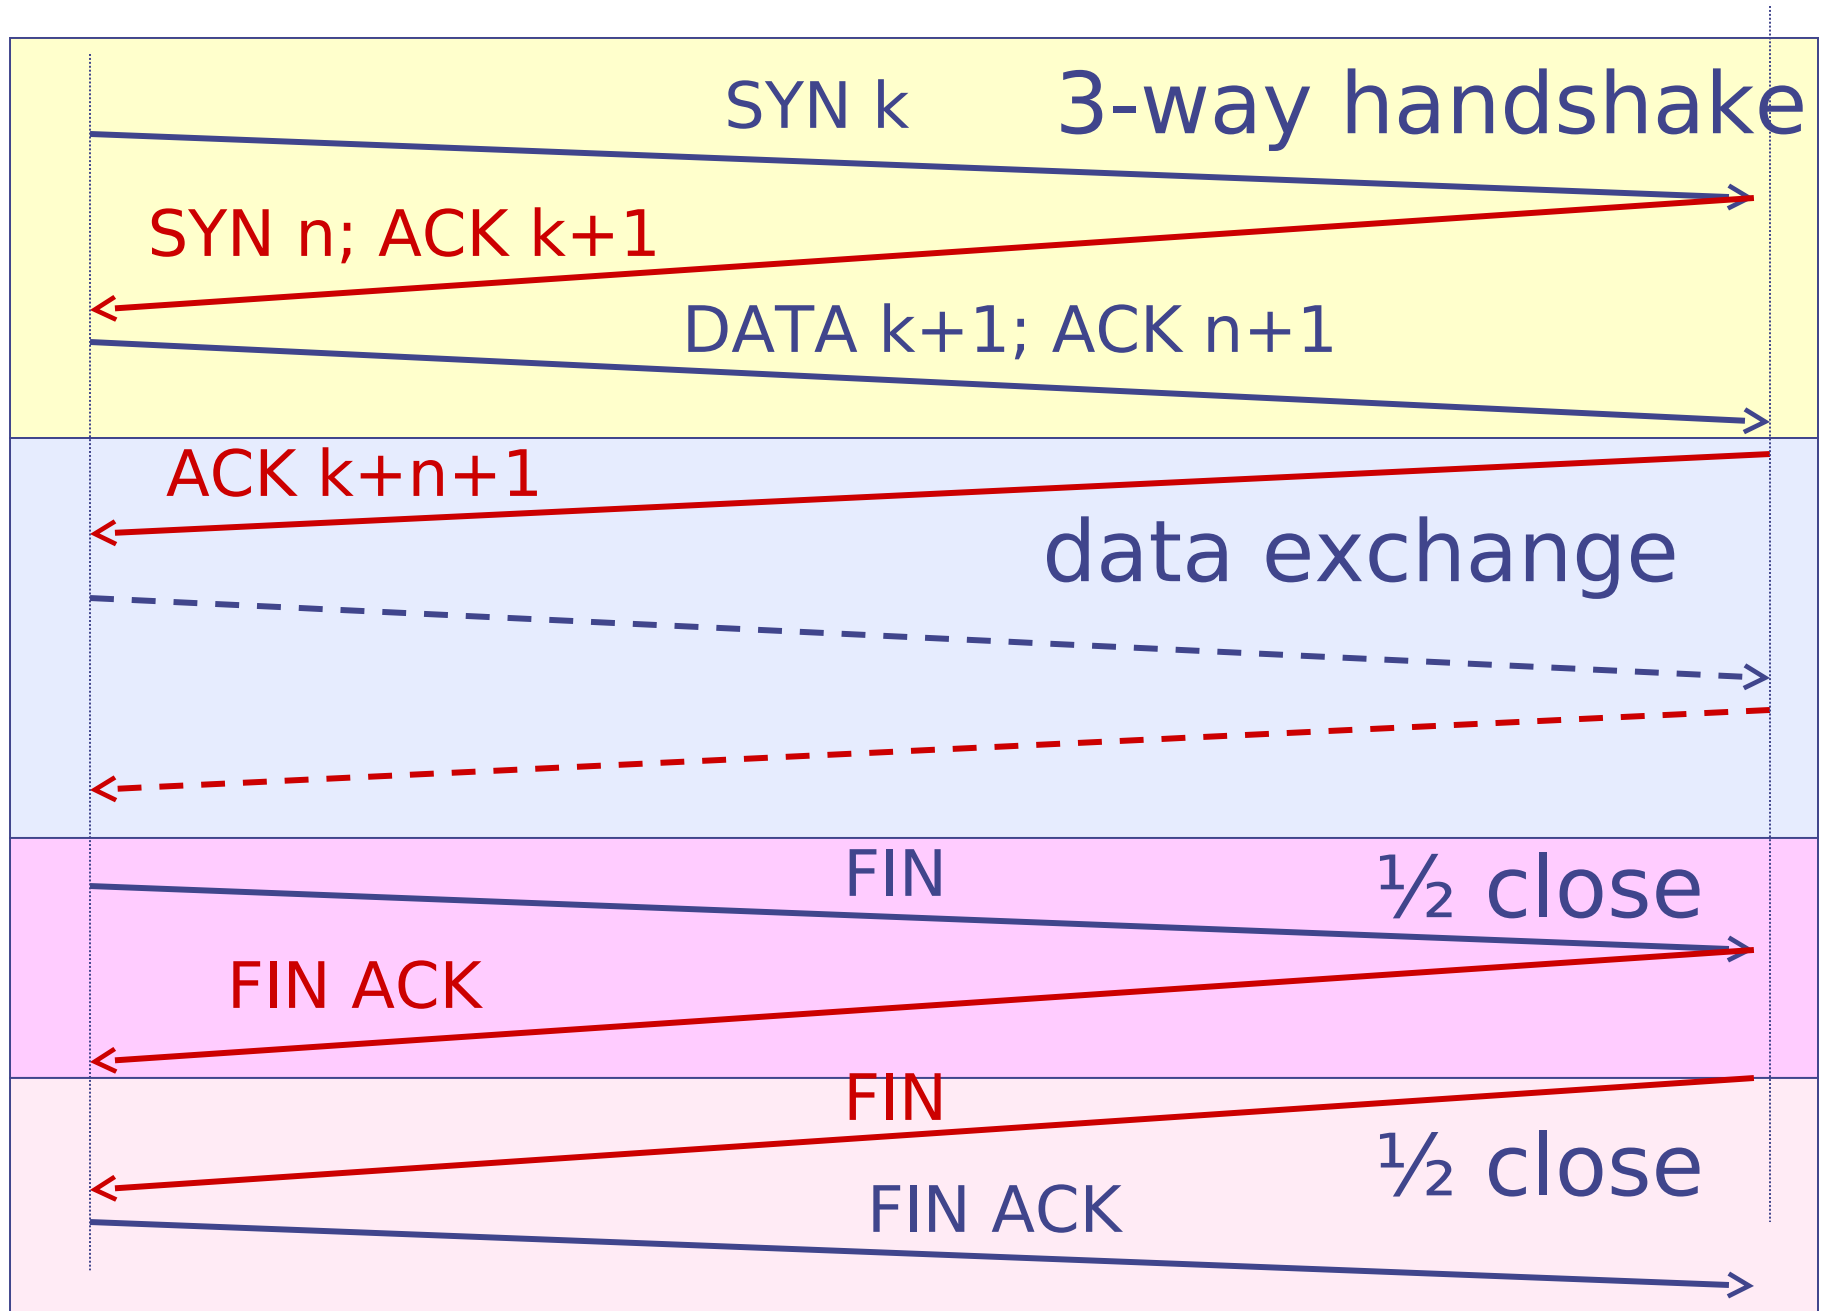 SYN k
3-way handshake
SYN n; ACK k+1
DATA k+1; ACK n+1
ACK k+n+1
data exchange
FIN
½ close
FIN ACK
FIN
½ close
FIN ACK